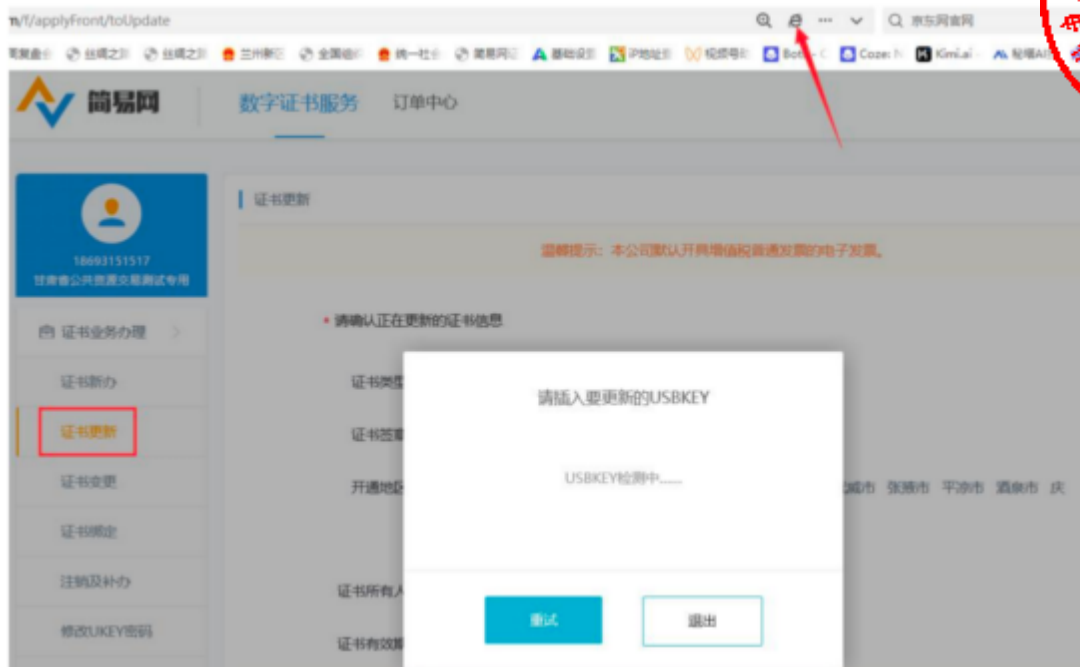 /f/applyFront/toUpdate
京东网官网
Coze:
Kimi.ai -
简易网
数字证书服务
订单中心
证书更新
温馨提示：本公司默认开具增值税普通发票的电子发票。
18693151517
甘肃省公共资源交易测试专用
* 请确认正在更新的证书信息
证书业务办理
证书新办
证书类型
请插入要更新的USBKEY
证书更新
证书签章
USBKEY检测中......
证书变更
开通地区
威市 张掖市 平凉市 酒泉市 庆
证书绑定
注销及补办
证书所有人
重试
退出
修改UKEY密码
证书有效期